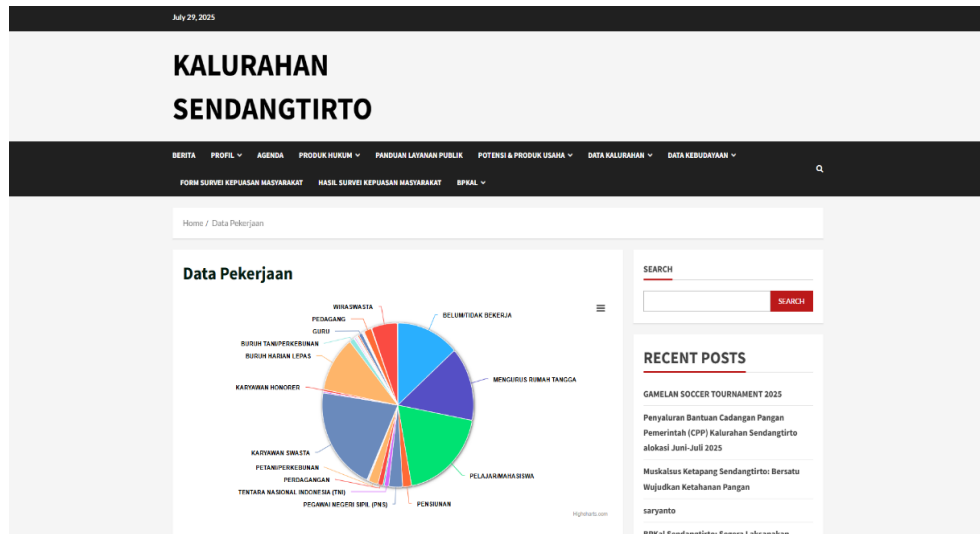 July 29, 2025
KALURAHAN
SENDANGTIRTO
BERITA PROFIL AGENDA PRODUK HUKUM PANDUAN LAYANAN PUBLIK POTENSI & PRODUK USAHA DATA KALURAHAN DATA KEBUDAYAAN
FORM SURVEI KEPUASAN MASYARAKAT HASIL SURVEI KEPUASAN MASYARAKAT BPKAL
Home / Data Pekerjaan
Data Pekerjaan
WIRASWASTA
PEDAGANG
GURU
BURUH TANI/PERKEBUNAN
BURUH HARIAN LEPAS
KARYAWAN HONORER
KARYAWAN SWASTA
PETANI/PERKEBUNAN
PERDAGANGAN
TENTARA NASIONAL INDONESIA (TNI)
PEGAWAI NEGERI SIPIL (PNS)
BELUM/TIDAK BEKERJA
MENGURUS RUMAH TANGGA
PELAJAR/MAHASISWA
PENSIUNAN
Highcharts.com
SEARCH
SEARCH
RECENT POSTS
GAMELAN SOCCER TOURNAMENT 2025
Penyaluran Bantuan Cadangan Pangan
Pemerintah (CPP) Kalurahan Sendangtirto
alokasi Juni-Juli 2025
Muskalsus Ketapang Sendangtirto: Bersatu
Wujudkan Ketahanan Pangan
saryanto
BPKal Sendangtirto: Segera Laksanakan